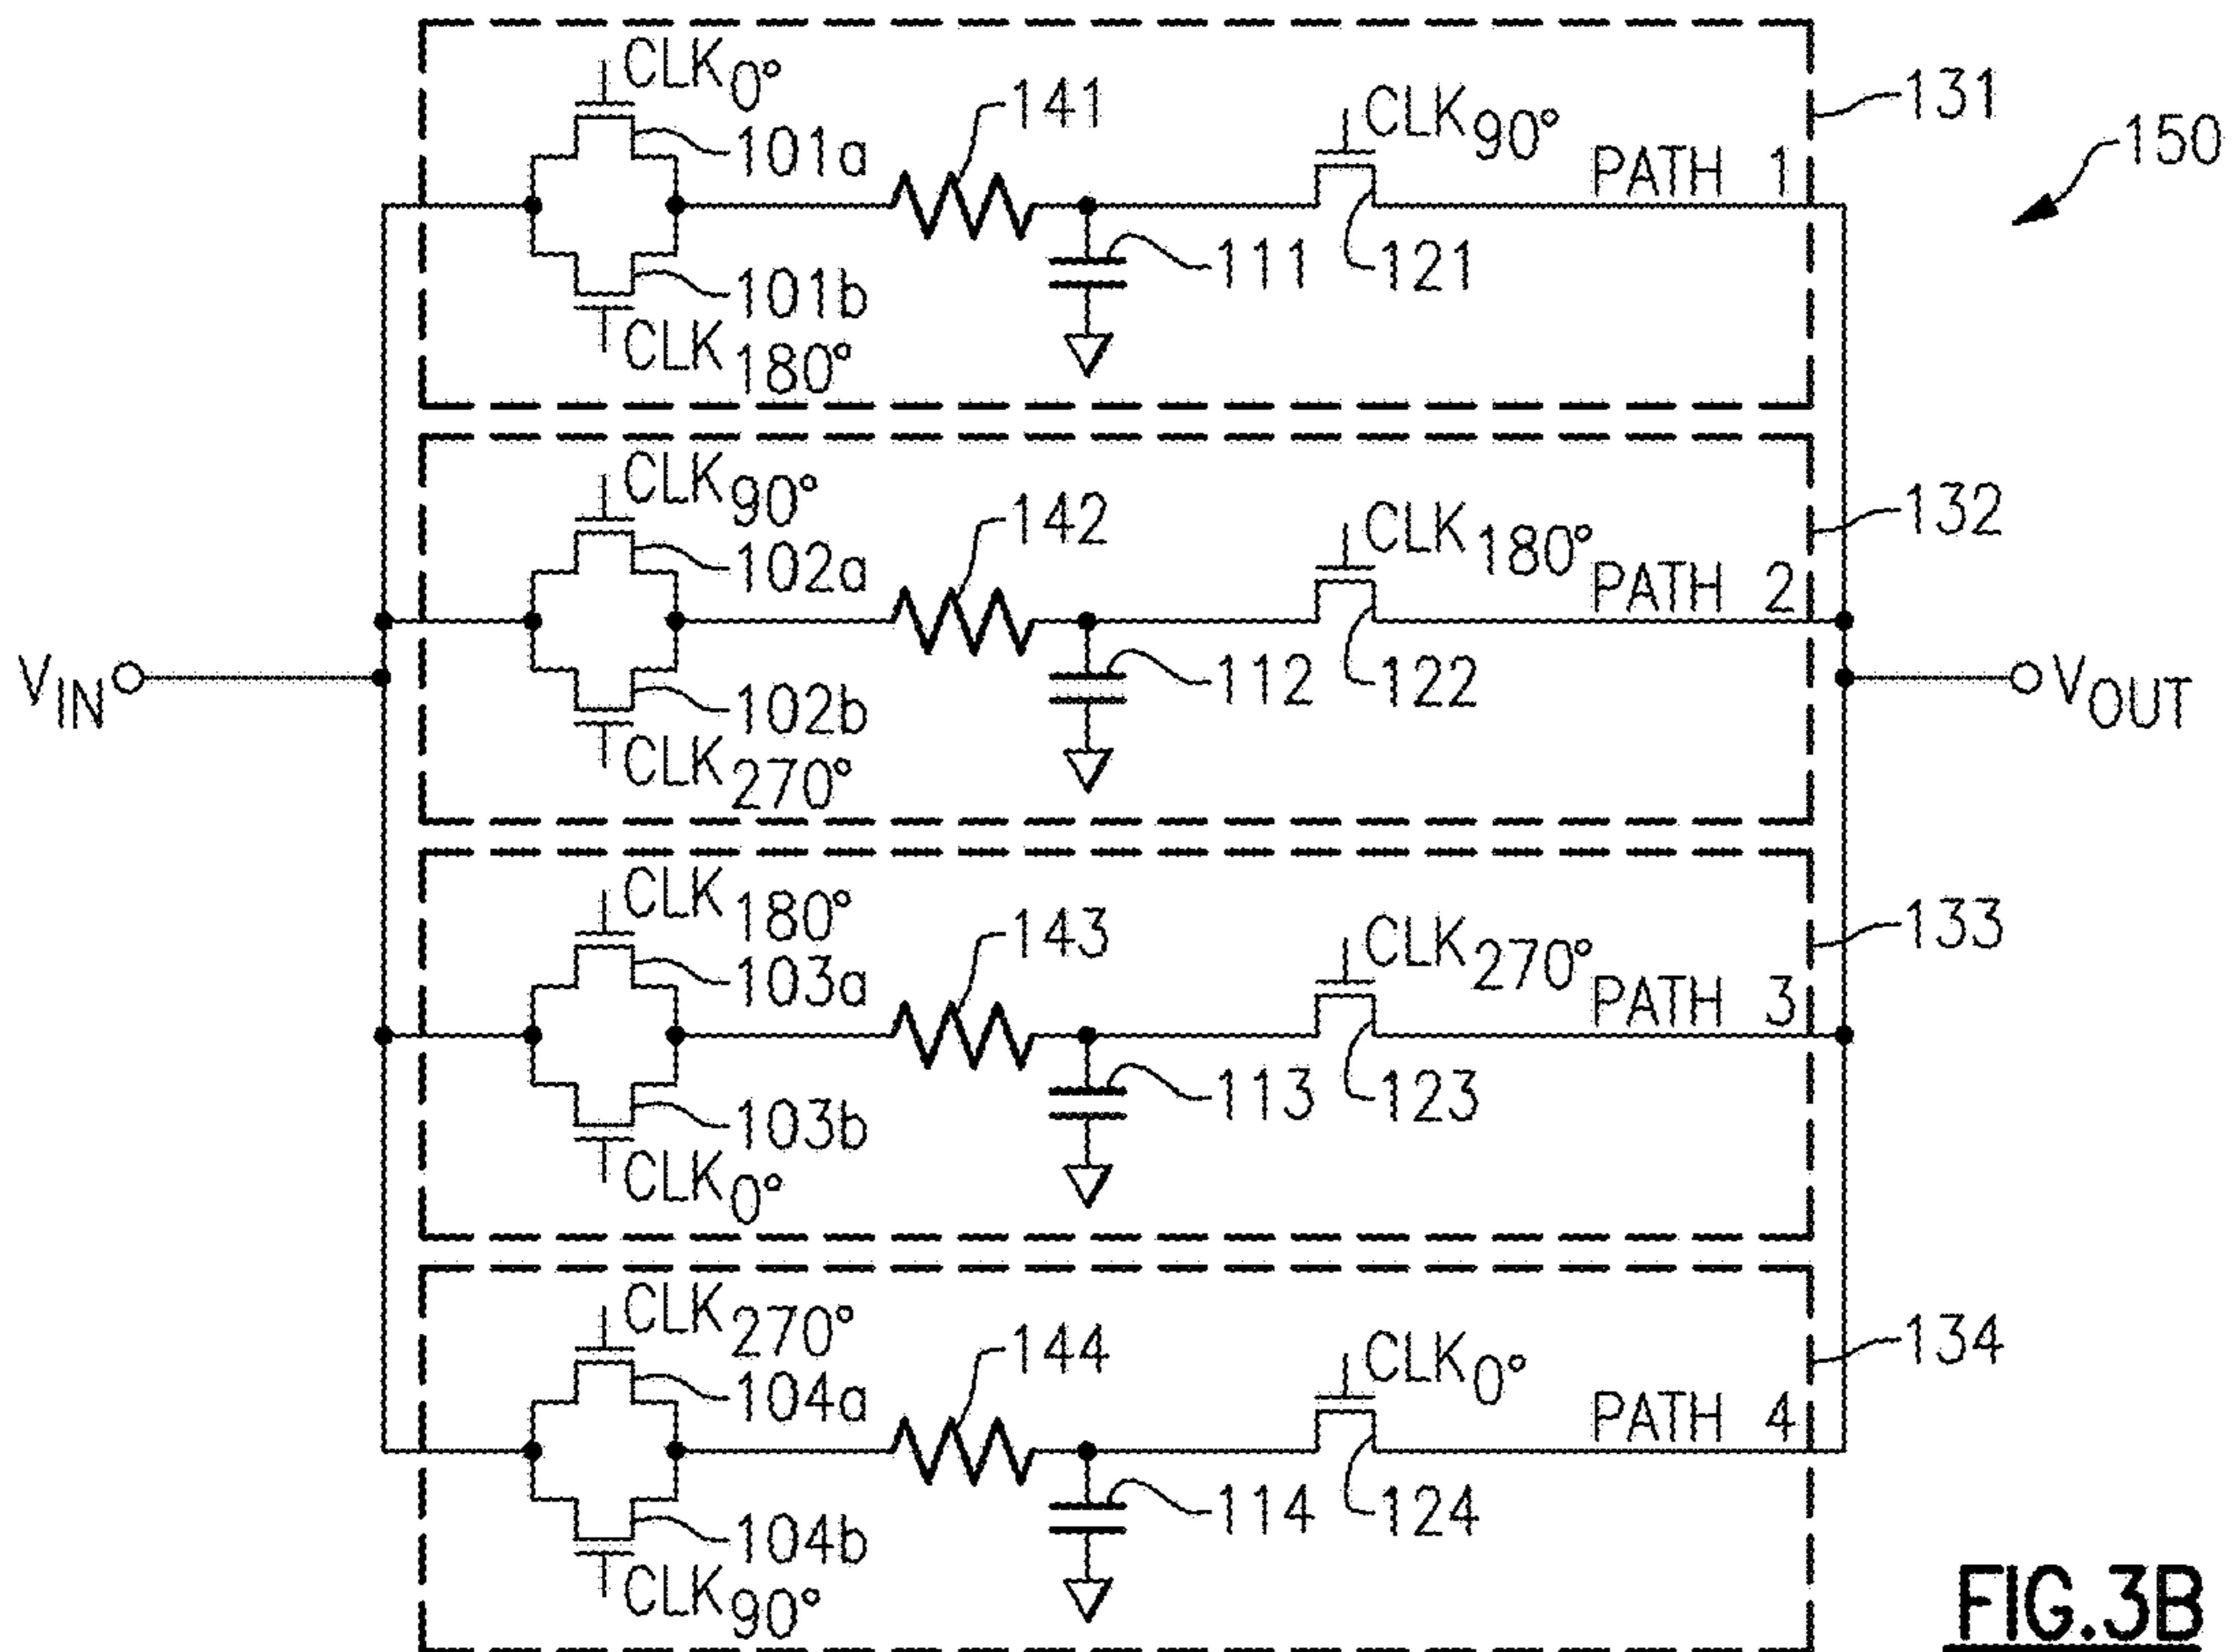 CLK0°
101a
141
CLK90°
PATH 1
131
150
101b
CLK180°
111
121
CLK90°
102a
142
CLK180°
PATH 2
132
VIN
102b
CLK270°
112
122
VOUT
CLK180°
103a
143
CLK270°
PATH 3
133
103b
CLK0°
113
123
CLK270°
104a
144
CLK0°
PATH 4
134
104b
CLK90°
114
124
FIG.3B